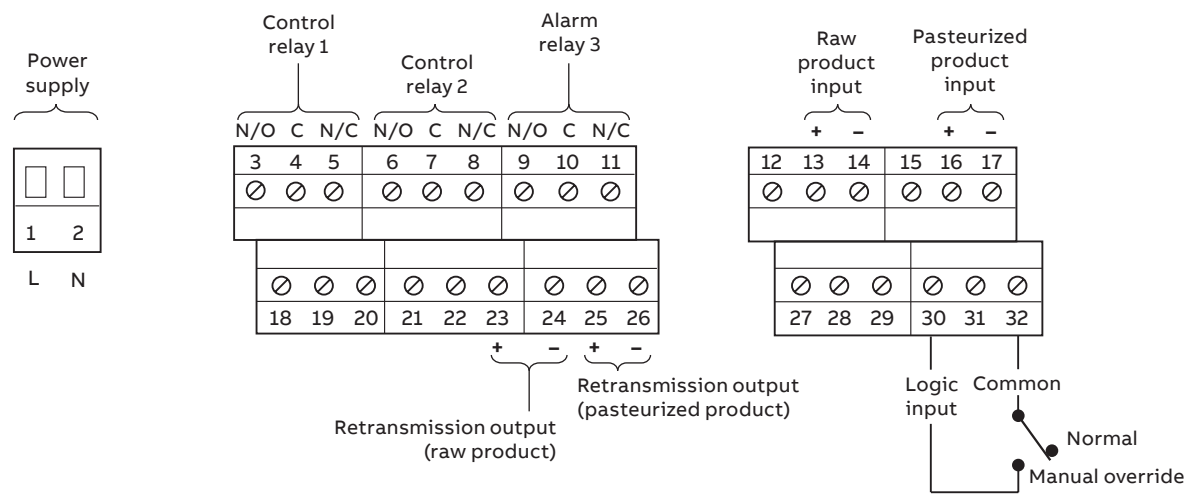 Power
supply
1 2
L N
Control
relay 1
Control
relay 2
Alarm
relay 3
N/O C N/C N/O C N/C N/O C N/C
3 4 5 6 7 8 9 10 11
18 19 20 21 22 23 24 25 26
+ – + –
Retransmission output
(raw product)
Retransmission output
(pasteurized product)
Raw
product
input
Pasteurized
product
input
+ – + –
12 13 14 15 16 17
27 28 29 30 31 32
Logic
input
Common
Normal
Manual override